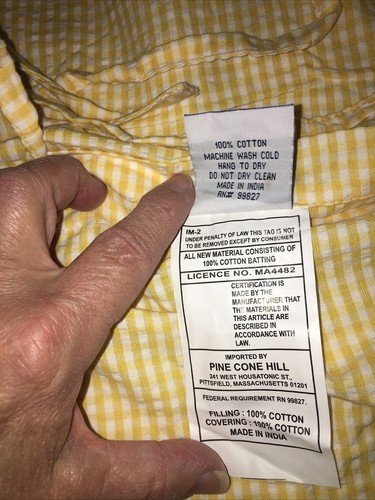 100% COTTON
MACHINE WASH COLD
HANG TO DRY
DO NOT DRY CLEAN
MADE IN INDIA
RN# 99827
IM-2
UNDER PENALTY OF LAW THIS TAG IS NOT
TO BE REMOVED EXCEPT BY CONSUMER
ALL NEW MATERIAL CONSISTING OF
100% COTTON BATTING
LICENCE NO. MA4482
CERTIFICATION IS
MADE BY THE
MANUFACTURER THAT
THE MATERIALS IN
THIS ARTICLE ARE
DESCRIBED IN
ACCORDANCE WITH
LAW.
IMPORTED BY
PINE CONE HILL
241 WEST HOUSATONIC ST.,
PITTSFIELD, MASSACHUSETTS 01201
FEDERAL REQUIREMENT RN 99827.
FILLING : 100% COTTON
COVERING : 100% COTTON
MADE IN INDIA